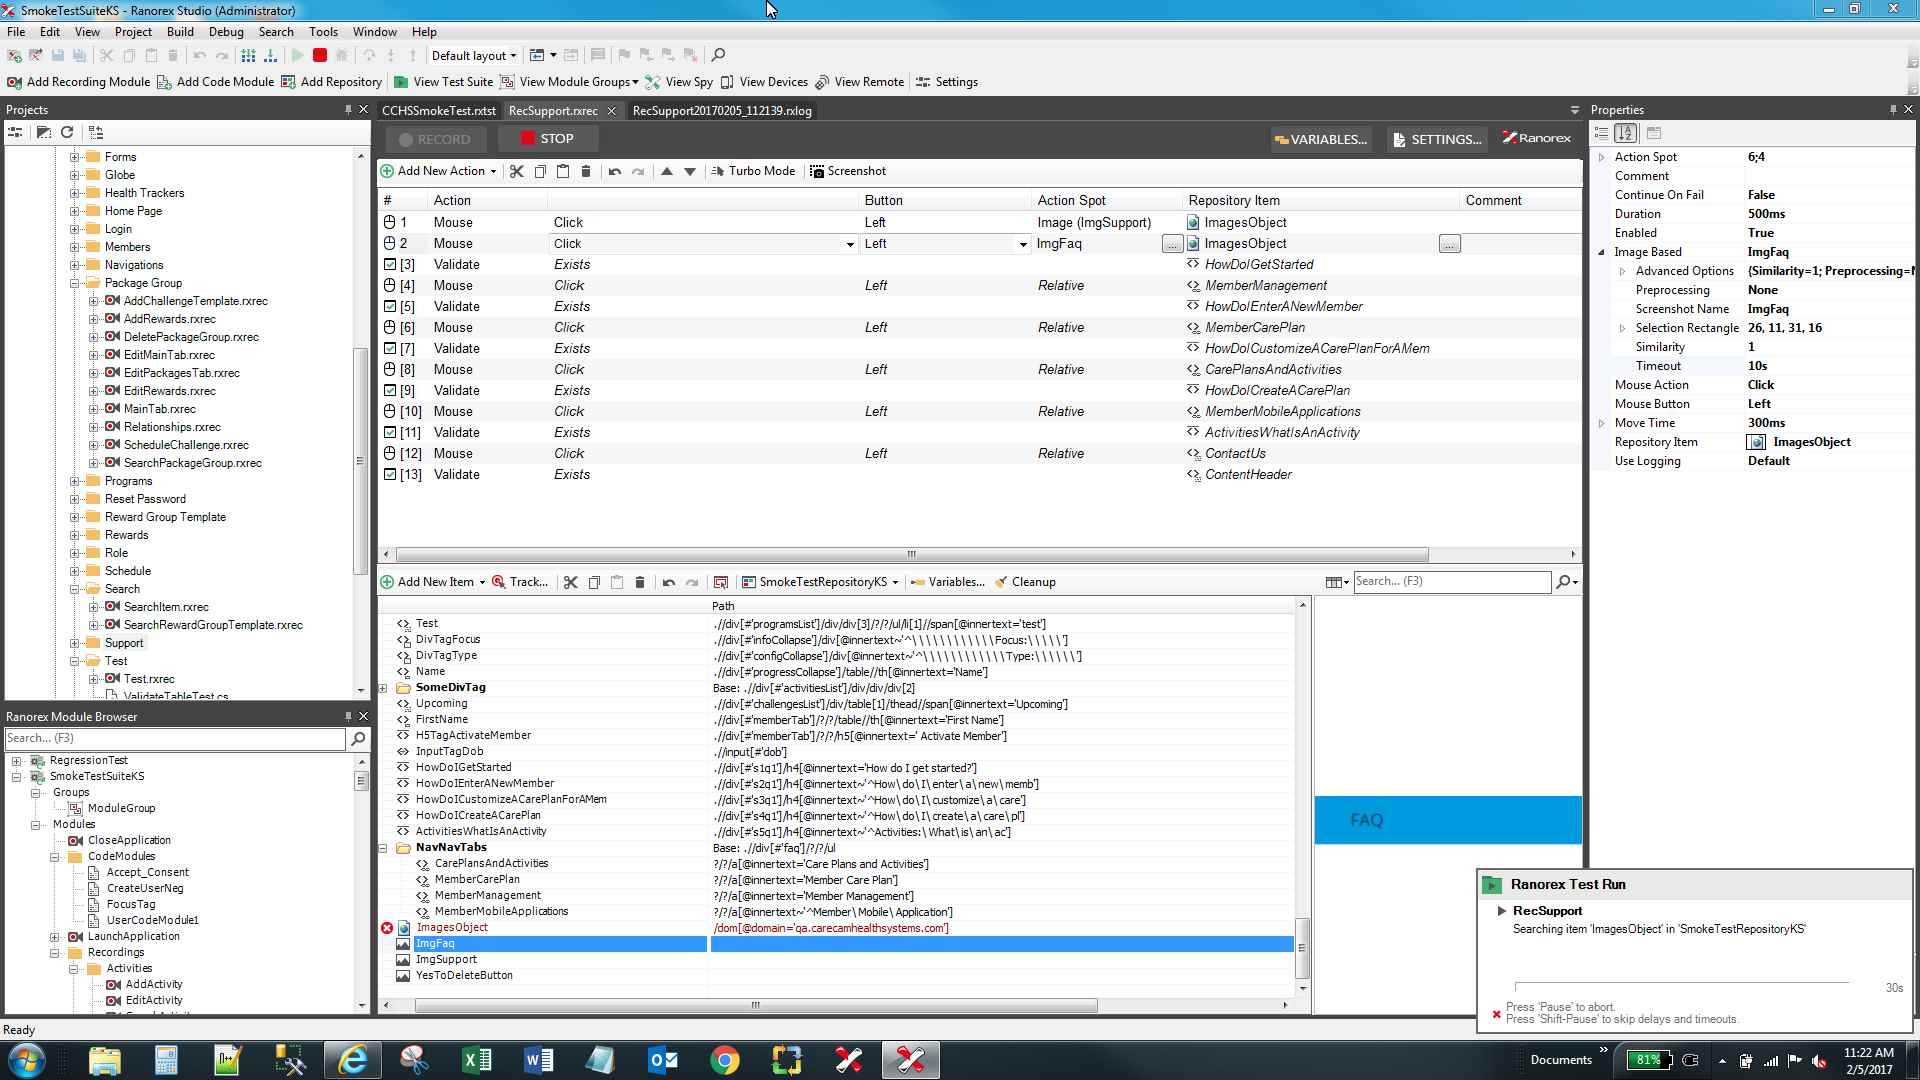 SmokeTestSuiteKS - Ranorex Studio (Administrator)
File Edit View Project Build Debug Search Tools Window Help
Default layout
Add Recording Module Add Code Module Add Repository View Test Suite View Module Groups View Spy View Devices View Remote Settings
Projects
Forms
Globe
Health Trackers
Home Page
Login
Members
Navigations
Package Group
AddChallengeTemplate.rxrec
AddRewards.rxrec
DeletePackageGroup.rxrec
EditMainTab.rxrec
EditPackagesTab.rxrec
EditRewards.rxrec
MainTab.rxrec
Relationships.rxrec
ScheduleChallenge.rxrec
SearchPackageGroup.rxrec
Programs
Reset Password
Reward Group Template
Rewards
Role
Schedule
Search
SearchItem.rxrec
SearchRewardGroupTemplate.rxrec
Support
Test
Test.rxrec
ValidateTableTest.cs
Ranorex Module Browser
Search... (F3)
RegressionTest
SmokeTestSuiteKS
Groups
ModuleGroup
Modules
CloseApplication
CodeModules
Accept_Consent
CreateUserNeg
FocusTag
UserCodeModule1
LaunchApplication
Recordings
Activities
AddActivity
EditActivity
CCHSSmokeTest.rxtst RecSupport.rxrec RecSupport20170205_112139.rxlog
RECORD STOP VARIABLES... SETTINGS... Ranorex
Add New Action Turbo Mode Screenshot
# Action Button Action Spot Repository Item Comment
1 Mouse Click Left Image (ImgSupport) ImagesObject
2 Mouse Click Left ImgFaq ... ImagesObject ...
[3] Validate Exists HowDoIGetStarted
[4] Mouse Click Left Relative MemberManagement
[5] Validate Exists HowDoIEnterANewMember
[6] Mouse Click Left Relative MemberCarePlan
[7] Validate Exists HowDoICustomizeACarePlanForAMem
[8] Mouse Click Left Relative CarePlansAndActivities
[9] Validate Exists HowDoICreateACarePlan
[10] Mouse Click Left Relative MemberMobileApplications
[11] Validate Exists ActivitiesWhatIsAnActivity
[12] Mouse Click Left Relative ContactUs
[13] Validate Exists ContentHeader
Add New Item Track... SmokeTestRepositoryKS Variables... Cleanup Search... (F3)
Path
Test .//div[#'programsList']/div/div[3]/?/?/ul/li[1]//span[@innertext='test']
DivTagFocus .//div[#'infoCollapse']/div[@innertext~'^\ \ \ \ \ \ \ \ \ \ \ \ Focus:\ \ \ \ \ ']
DivTagType .//div[#'configCollapse']/div[@innertext~'^\ \ \ \ \ \ \ \ \ \ \ \ Type:\ \ \ \ \ \ ']
Name .//div[#'progressCollapse']/table//th[@innertext='Name']
SomeDivTag Base: .//div[#'activitiesList']/div/div/div[2]
Upcoming .//div[#'challengesList']/div/table[1]/thead//span[@innertext='Upcoming']
FirstName .//div[#'memberTab']/?/?/table//th[@innertext='First Name']
H5TagActivateMember .//div[#'memberTab']/?/?/h5[@innertext=' Activate Member']
InputTagDob .//input[#'dob']
HowDoIGetStarted .//div[#'s1q1']/h4[@innertext='How do I get started?']
HowDoIEnterANewMember .//div[#'s2q1']/h4[@innertext~'^How\ do\ I\ enter\ a\ new\ memb']
HowDoICustomizeACarePlanForAMem .//div[#'s3q1']/h4[@innertext~'^How\ do\ I\ customize\ a\ care']
HowDoICreateACarePlan .//div[#'s4q1']/h4[@innertext~'^How\ do\ I\ create\ a\ care\ pl']
ActivitiesWhatIsAnActivity .//div[#'s5q1']/h4[@innertext~'^Activities:\ What\ is\ an\ ac']
NavNavTabs Base: .//div[#'faq']/?/?/ul
CarePlansAndActivities ?/?/a[@innertext='Care Plans and Activities']
MemberCarePlan ?/?/a[@innertext='Member Care Plan']
MemberManagement ?/?/a[@innertext='Member Management']
MemberMobileApplications ?/?/a[@innertext~'^Member\ Mobile\ Application']
ImagesObject /dom[@domain='qa.carecamhealthsystems.com']
ImgFaq
ImgSupport
YesToDeleteButton
FAQ
Properties
Action Spot 6;4
Comment
Continue On Fail False
Duration 500ms
Enabled True
Image Based ImgFaq
Advanced Options {Similarity=1; Preprocessing=
Preprocessing None
Screenshot Name ImgFaq
Selection Rectangle 26, 11, 31, 16
Similarity 1
Timeout 10s
Mouse Action Click
Mouse Button Left
Move Time 300ms
Repository Item ImagesObject
Use Logging Default
Ranorex Test Run
RecSupport
Searching item 'ImagesObject' in 'SmokeTestRepositoryKS'
30s
Press 'Pause' to abort.
Press 'Shift-Pause' to skip delays and timeouts.
Ready
Documents 81% 11:22 AM
2/5/2017